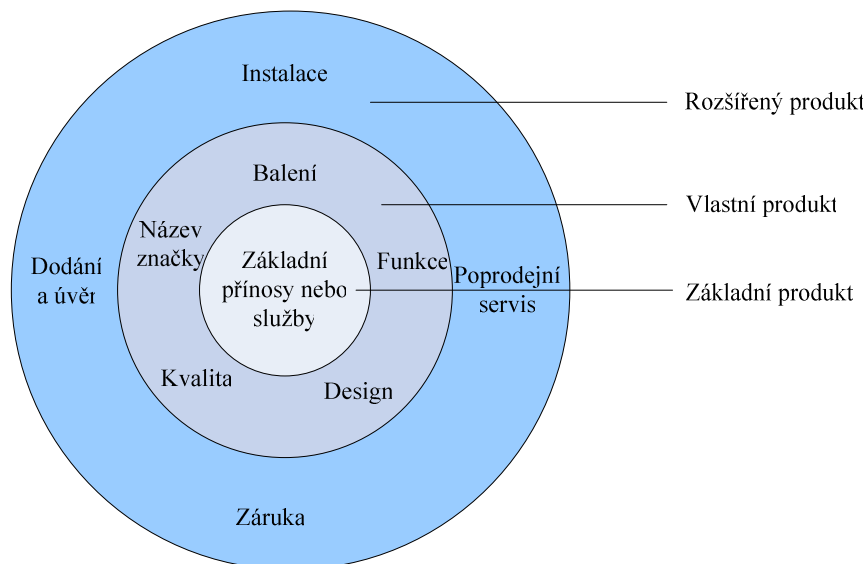 Instalace
Rozšířený produkt
Balení
Vlastní produkt
Název
značky
Základní
přínosy nebo
služby
Funkce
Dodání
a úvěr
Poprodejní
servis
Základní produkt
Kvalita
Design
Záruka